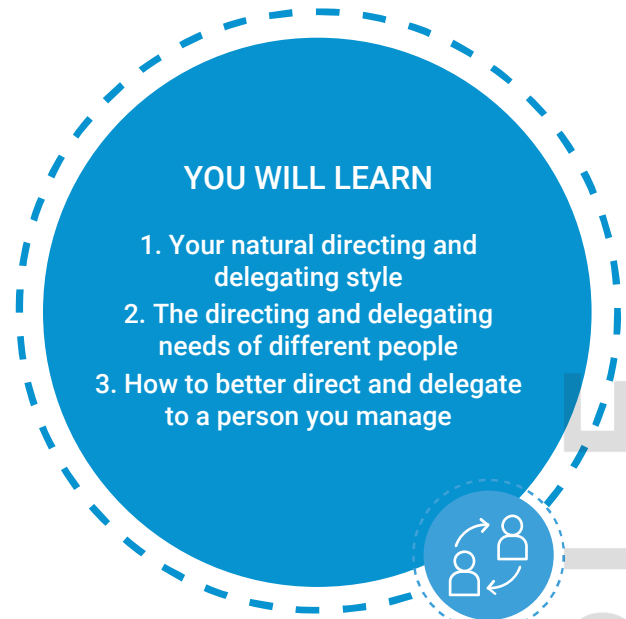 YOU WILL LEARN
1. Your natural directing and
delegating style
2. The directing and delegating
needs of different people
3. How to better direct and delegate
to a person you manage